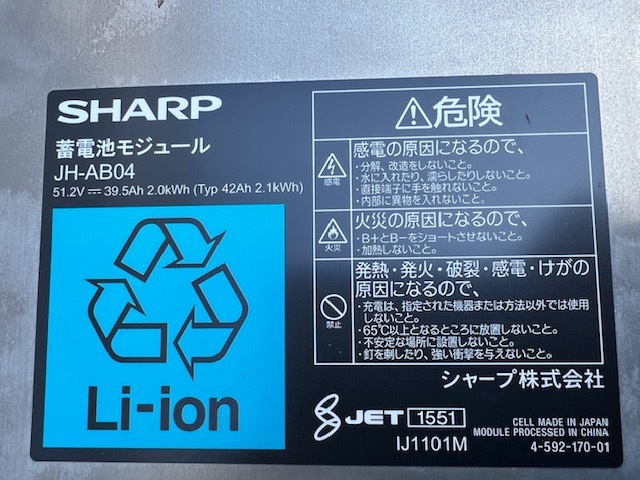 SHARP
蓄電池モジュール
JH-AB04
51.2V⎓39.5Ah 2.0kWh (Typ 42Ah 2.1kWh)
Li-ion
危険
感電
感電の原因になるので、
・分解、改造をしないこと。
・水に入れたり、濡らしたりしないこと。
・直接端子に手を触れないこと。
・内部に異物を入れないこと。
火災
火災の原因になるので、
・B+とB-をショートさせないこと。
・加熱しないこと。
禁止
発熱・発火・破裂・感電・けがの
原因になるので、
・充電は、指定された機器または方法以外では使用
しないこと。
・65℃以上となるところに放置しないこと。
・不安定な場所に設置しないこと。
・釘を刺したり、強い衝撃を与えないこと。
シャープ株式会社
JET 1551
IJ1101M
CELL MADE IN JAPAN
MODULE PROCESSED IN CHINA
4-592-170-01